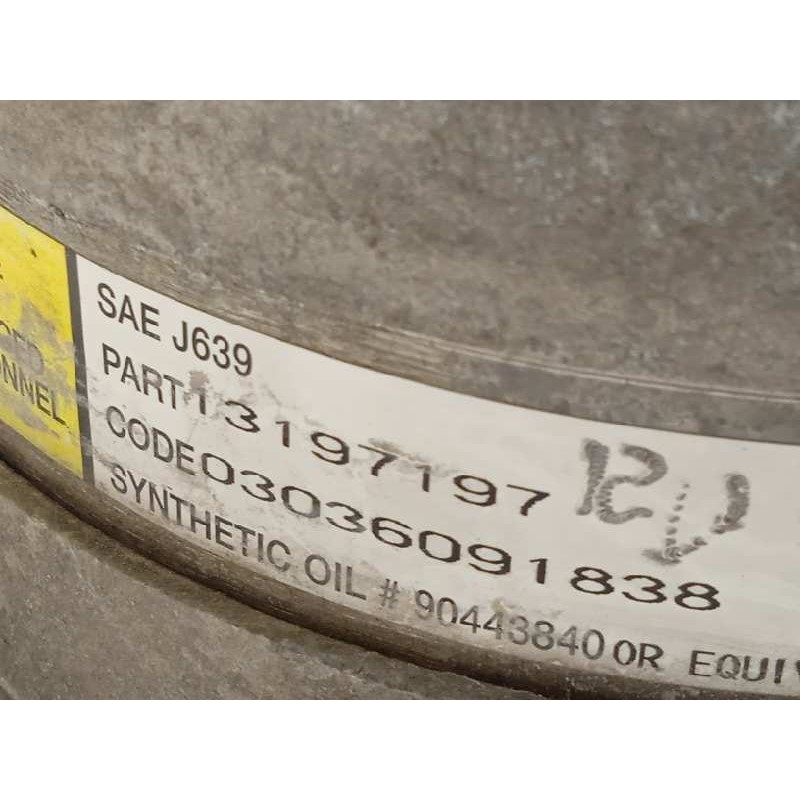 SAE J639
PART 13197197
CODE 03036091838
SYNTHETIC OIL # 90443840 OR EQUIV